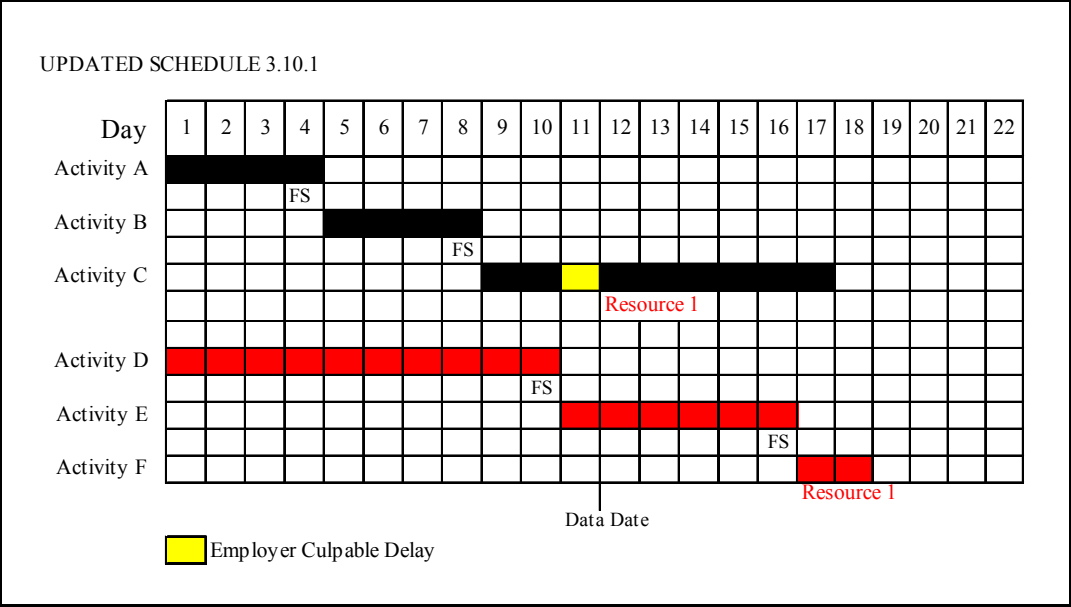 UPDATED SCHEDULE 3.10.1
Day 1 2 3 4 5 6 7 8 9 10 11 12 13 14 15 16 17 18 19 20 21 22
Activity A
FS
Activity B
FS
Activity C
Resource 1
Activity D
FS
Activity E
FS
Activity F
Resource 1
Data Date
Employer Culpable Delay